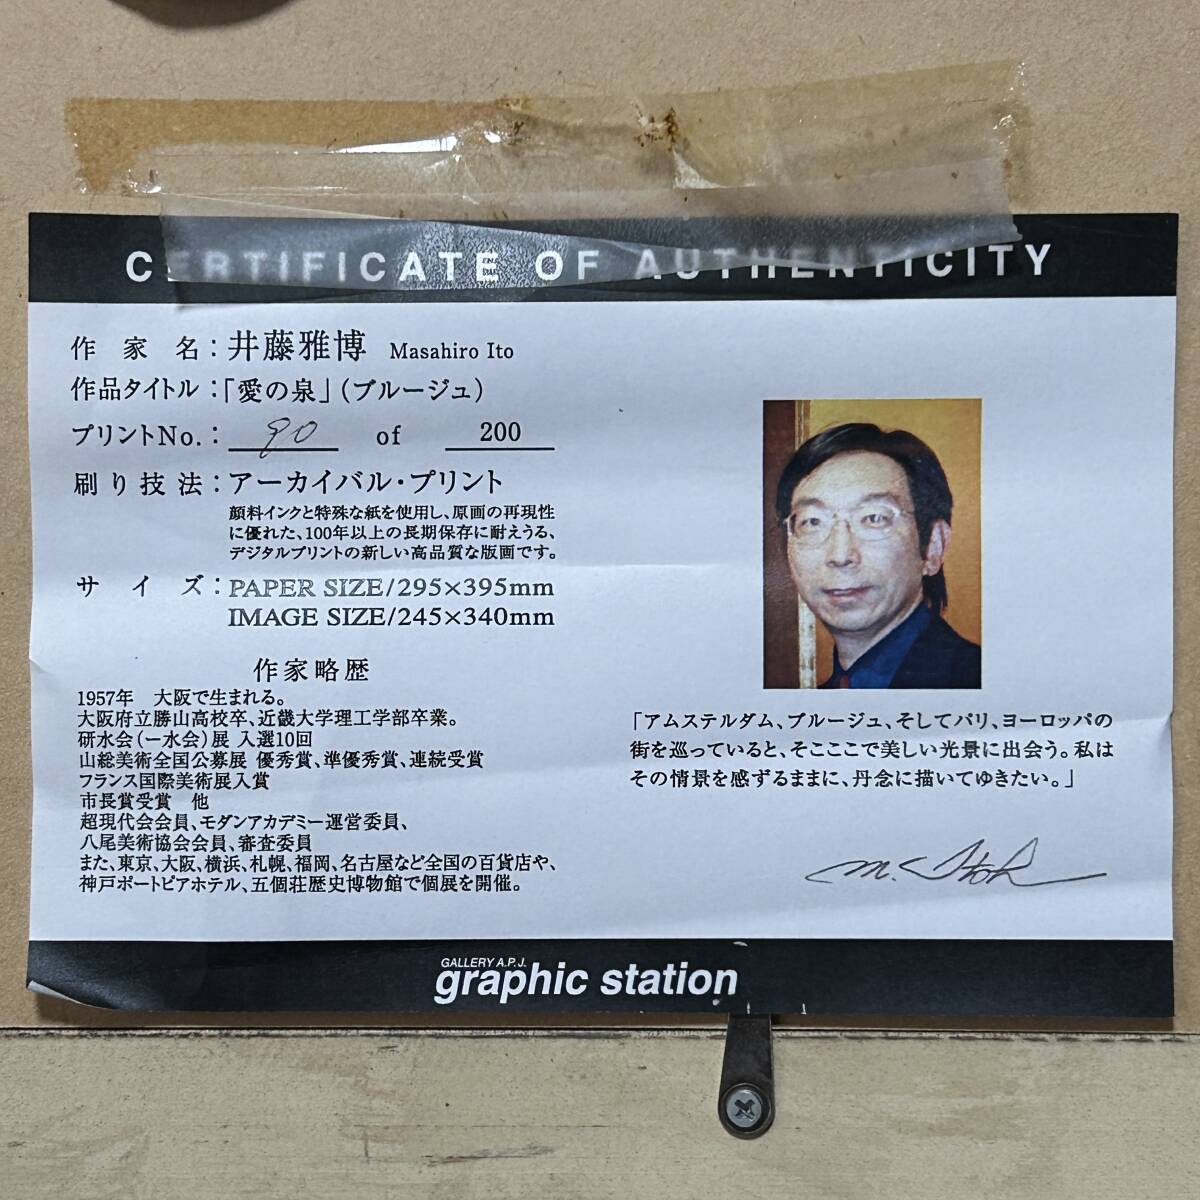 CERTIFICATE OF AUTHENTICITY
作家名：井藤雅博 Masahiro Ito
作品タイトル：「愛の泉」（ブルージュ）
プリントNo.：90 of 200
刷り技法：アーカイバル・プリント
顔料インクと特殊な紙を使用し、原画の再現性
に優れた、100年以上の長期保存に耐えうる、
デジタルプリントの新しい高品質な版画です。
サイズ：PAPER SIZE/295×395mm
IMAGE SIZE/245×340mm
作家略歴
1957年　大阪で生まれる。
大阪府立勝山高校卒、近畿大学理工学部卒業。
研水会（一水会）展 入選10回
山総美術全国公募展 優秀賞、準優秀賞、連続受賞
フランス国際美術展入賞
市長賞受賞　他
超現代会会員、モダンアカデミー運営委員、
八尾美術協会会員、審査委員
また、東京、大阪、横浜、札幌、福岡、名古屋など全国の百貨店や、
神戸ポートピアホテル、五個荘歴史博物館で個展を開催。
「アムステルダム、ブルージュ、そしてパリ、ヨーロッパの
街を巡っていると、そこここで美しい光景に出会う。私は
その情景を感ずるままに、丹念に描いてゆきたい。」
M. Itoh
GALLERY A.P.J.
graphic station